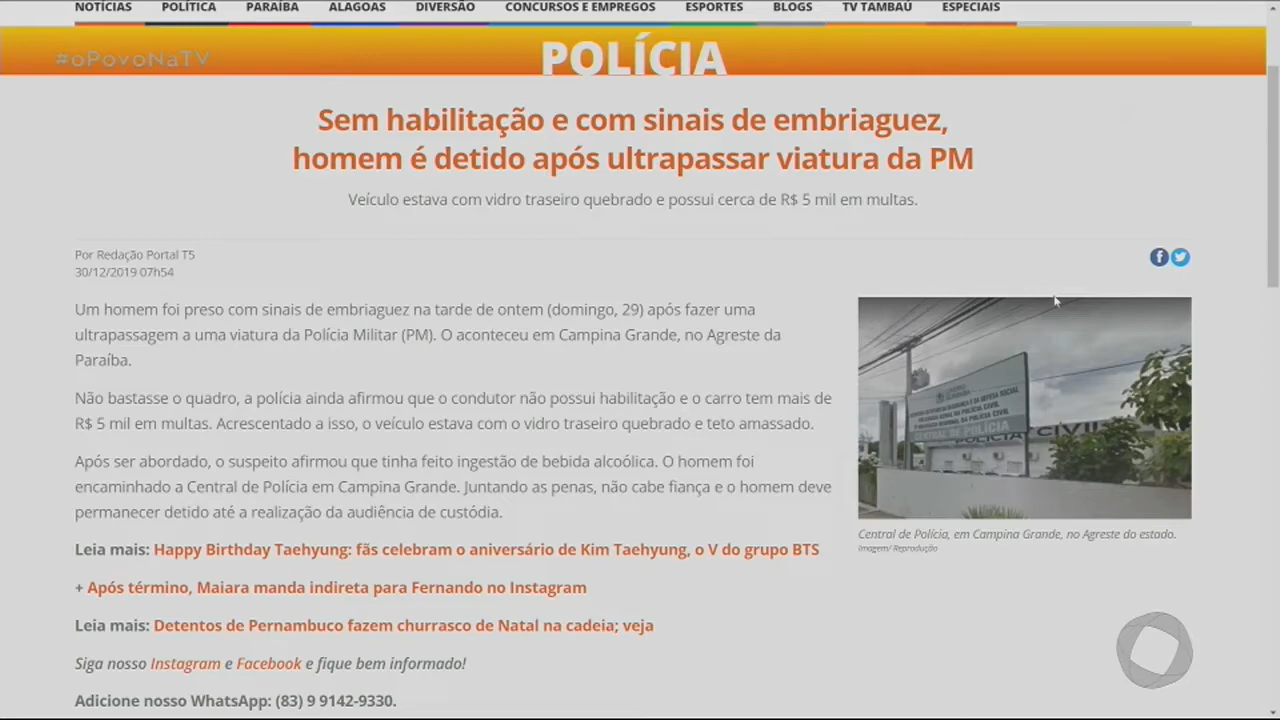 NOTÍCIAS POLÍTICA PARAÍBA ALAGOAS DIVERSÃO CONCURSOS E EMPREGOS ESPORTES BLOGS TV TAMBAÚ ESPECIAIS
#oPovoNaTV
POLÍCIA
Sem habilitação e com sinais de embriaguez,
homem é detido após ultrapassar viatura da PM
Veículo estava com vidro traseiro quebrado e possui cerca de R$ 5 mil em multas.
Por Redação Portal T5
30/12/2019 07h54
Um homem foi preso com sinais de embriaguez na tarde de ontem (domingo, 29) após fazer uma
ultrapassagem a uma viatura da Polícia Militar (PM). O aconteceu em Campina Grande, no Agreste da
Paraíba.
Não bastasse o quadro, a polícia ainda afirmou que o condutor não possui habilitação e o carro tem mais de
R$ 5 mil em multas. Acrescentado a isso, o veículo estava com o vidro traseiro quebrado e teto amassado.
Após ser abordado, o suspeito afirmou que tinha feito ingestão de bebida alcoólica. O homem foi
encaminhado a Central de Polícia em Campina Grande. Juntando as penas, não cabe fiança e o homem deve
permanecer detido até a realização da audiência de custódia.
Leia mais: Happy Birthday Taehyung: fãs celebram o aniversário de Kim Taehyung, o V do grupo BTS
+ Após término, Maiara manda indireta para Fernando no Instagram
Leia mais: Detentos de Pernambuco fazem churrasco de Natal na cadeia; veja
Siga nosso Instagram e Facebook e fique bem informado!
Adicione nosso WhatsApp: (83) 9 9142-9330.
CENTRAL DE POLÍCIA
POLICIA CIVIL
Central de Polícia, em Campina Grande, no Agreste do estado.
Imagem/ Reprodução